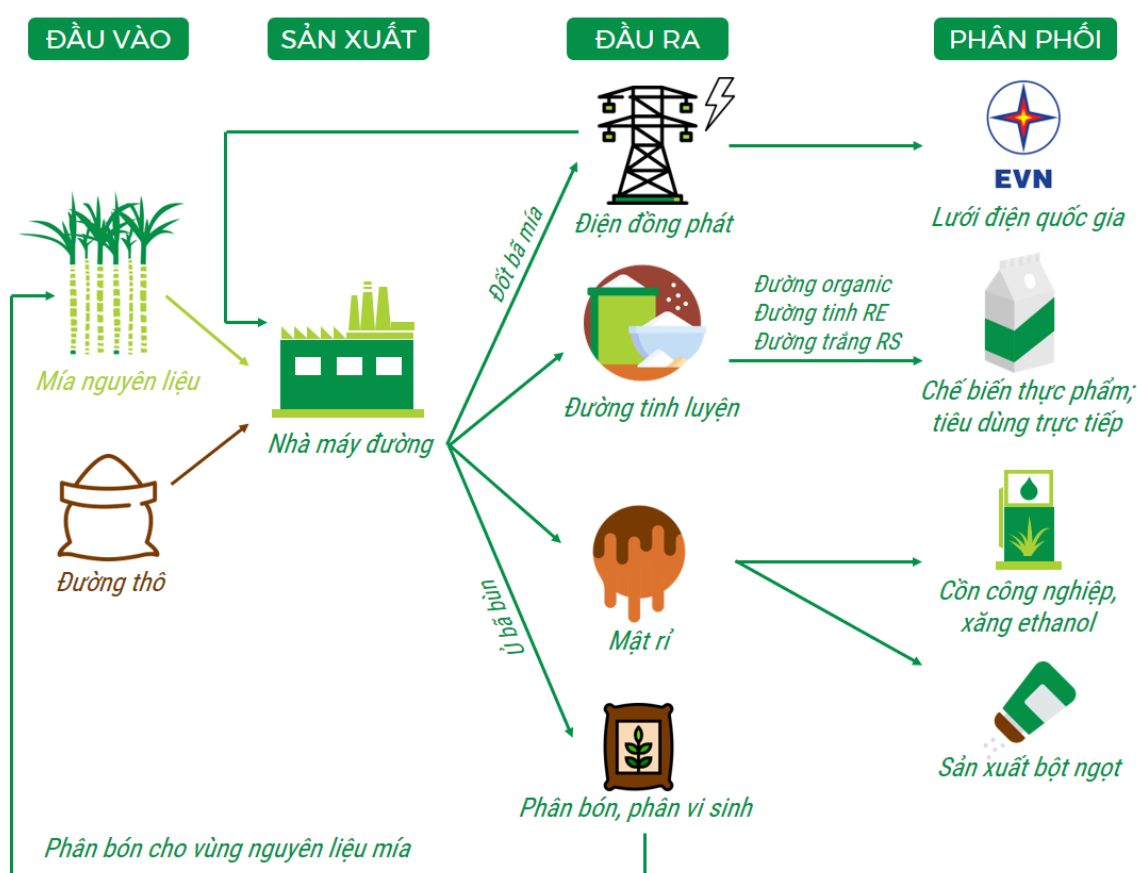 ĐẦU VÀO
SẢN XUẤT
ĐẦU RA
PHÂN PHỐI
EVN
Điện đồng phát
Lưới điện quốc gia
Đốt bã mía
Đường organic
Đường tinh RE
Đường trắng RS
Mía nguyên liệu
Đường tinh luyện
Chế biến thực phẩm;
tiêu dùng trực tiếp
Nhà máy đường
Đường thô
Ủ bã bùn
Mật rỉ
Cồn công nghiệp,
xăng ethanol
Sản xuất bột ngọt
Phân bón, phân vi sinh
Phân bón cho vùng nguyên liệu mía